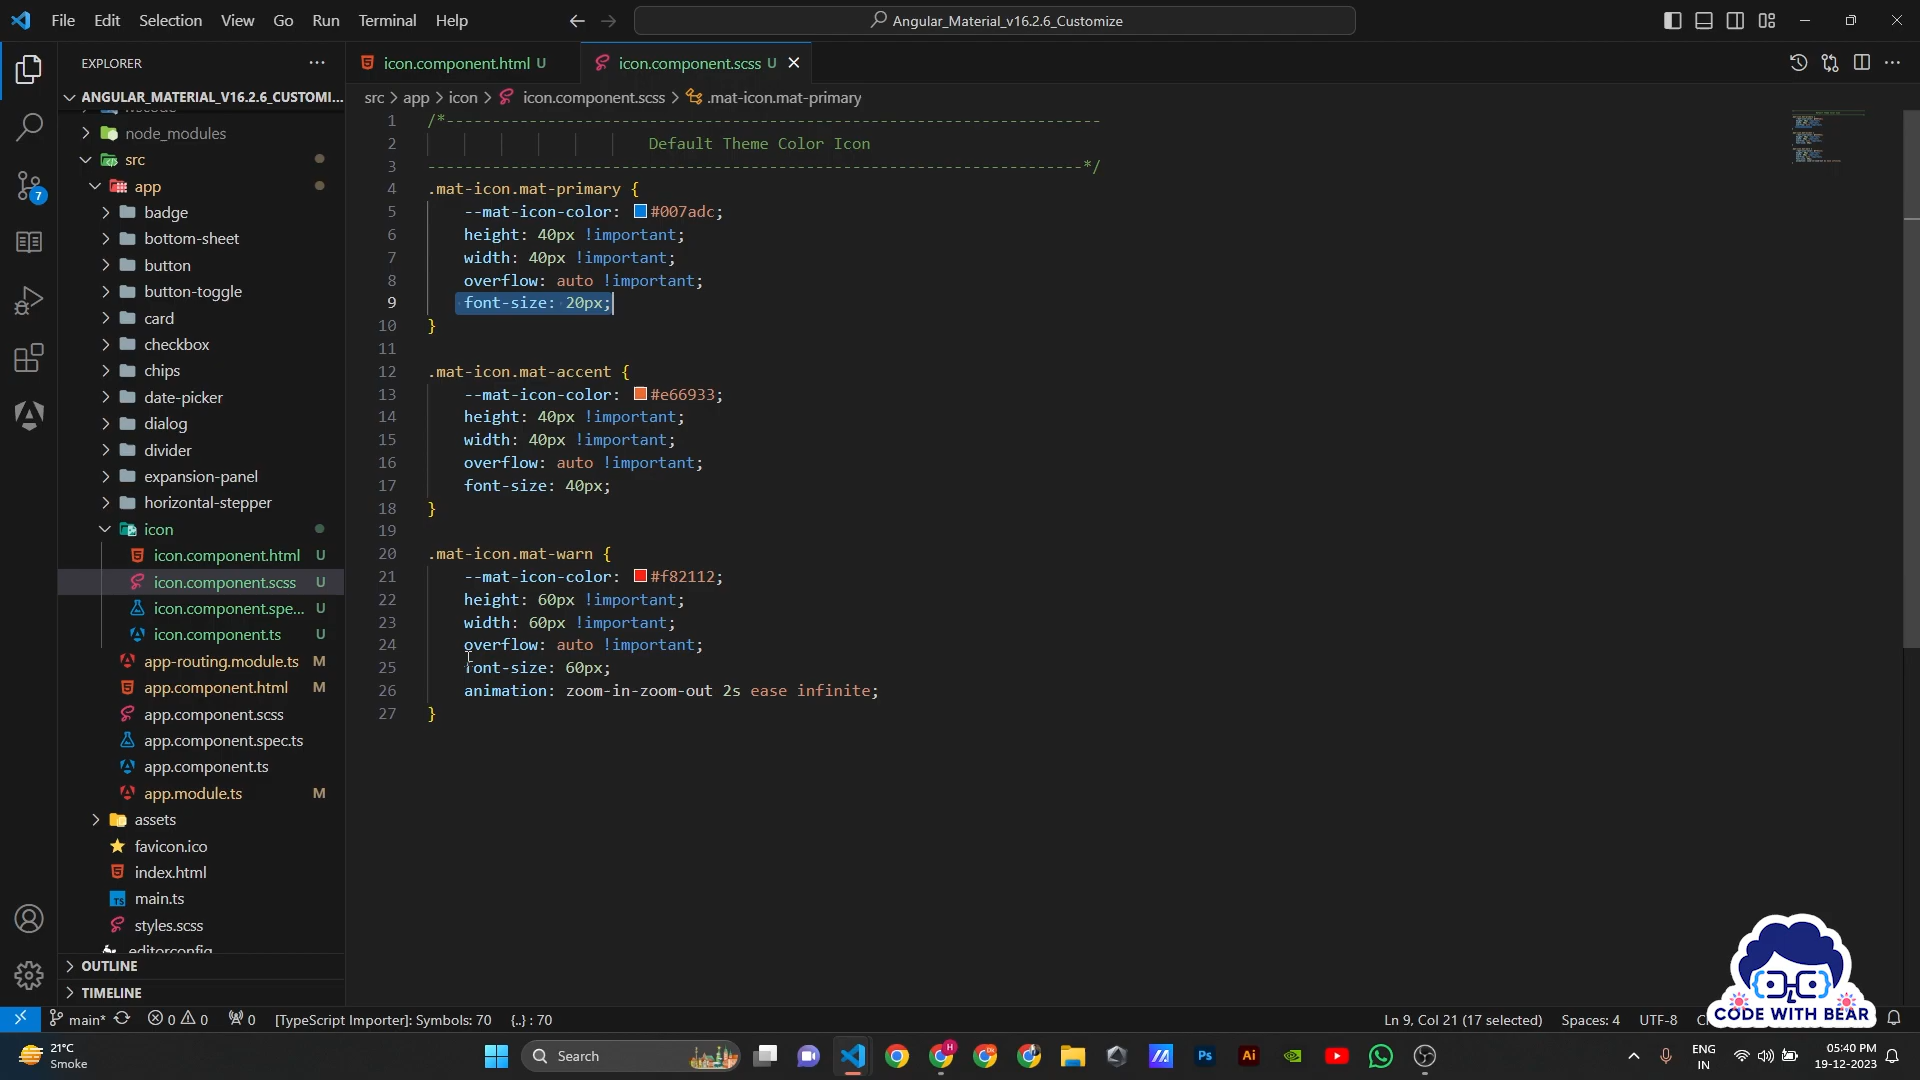 File Edit Selection View Go Run Terminal Help
Angular_Material_v16.2.6_Customize
EXPLORER
ANGULAR_MATERIAL_V16.2.6_CUSTOMI...
node_modules
src
app
badge
bottom-sheet
button
button-toggle
card
checkbox
chips
date-picker
dialog
divider
expansion-panel
horizontal-stepper
icon
icon.component.html U
icon.component.scss U
icon.component.spe... U
icon.component.ts U
app-routing.module.ts M
app.component.html M
app.component.scss
app.component.spec.ts
app.component.ts
app.module.ts M
assets
favicon.ico
index.html
main.ts
styles.scss
.editorconfig
OUTLINE
TIMELINE
7
icon.component.html U
icon.component.scss U
src > app > icon > icon.component.scss > .mat-icon.mat-primary
1 /*-----------------------------------------------------------------------
2 Default Theme Color Icon
3 -----------------------------------------------------------------------*/
4 .mat-icon.mat-primary {
5 --mat-icon-color: #007adc;
6 height: 40px !important;
7 width: 40px !important;
8 overflow: auto !important;
9 font-size: 20px;
10 }
11
12 .mat-icon.mat-accent {
13 --mat-icon-color: #e66933;
14 height: 40px !important;
15 width: 40px !important;
16 overflow: auto !important;
17 font-size: 40px;
18 }
19
20 .mat-icon.mat-warn {
21 --mat-icon-color: #f82112;
22 height: 60px !important;
23 width: 60px !important;
24 overflow: auto !important;
25 font-size: 60px;
26 animation: zoom-in-zoom-out 2s ease infinite;
27 }
CODE WITH BEAR
main* 0 0 0 [TypeScript Importer]: Symbols: 70 {..} : 70
Ln 9, Col 21 (17 selected) Spaces: 4 UTF-8
21°C
Smoke
Search
ENG
IN
05:40 PM
19-12-2023